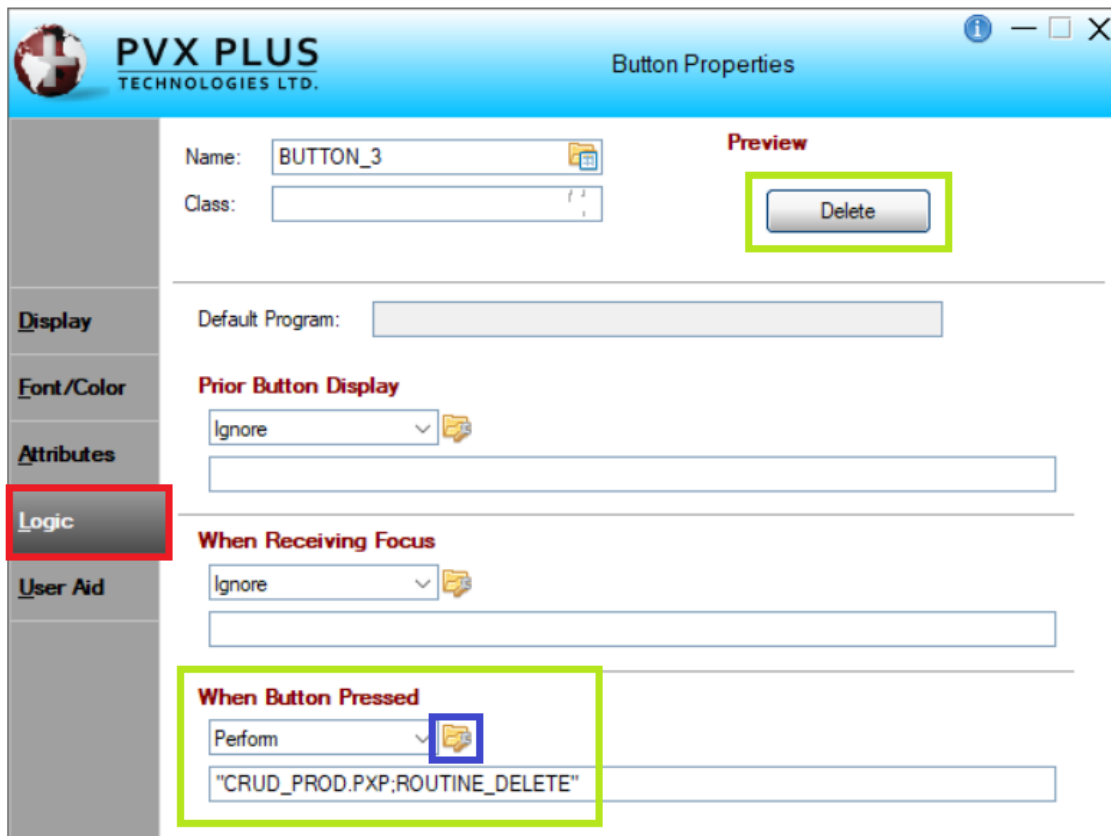 PVX PLUS
TECHNOLOGIES LTD.
Button Properties
Name: BUTTON_3
Class:
Preview
Delete
Display
Font/Color
Attributes
Logic
User Aid
Default Program:
Prior Button Display
Ignore
When Receiving Focus
Ignore
When Button Pressed
Perform
"CRUD_PROD.PXP;ROUTINE_DELETE"